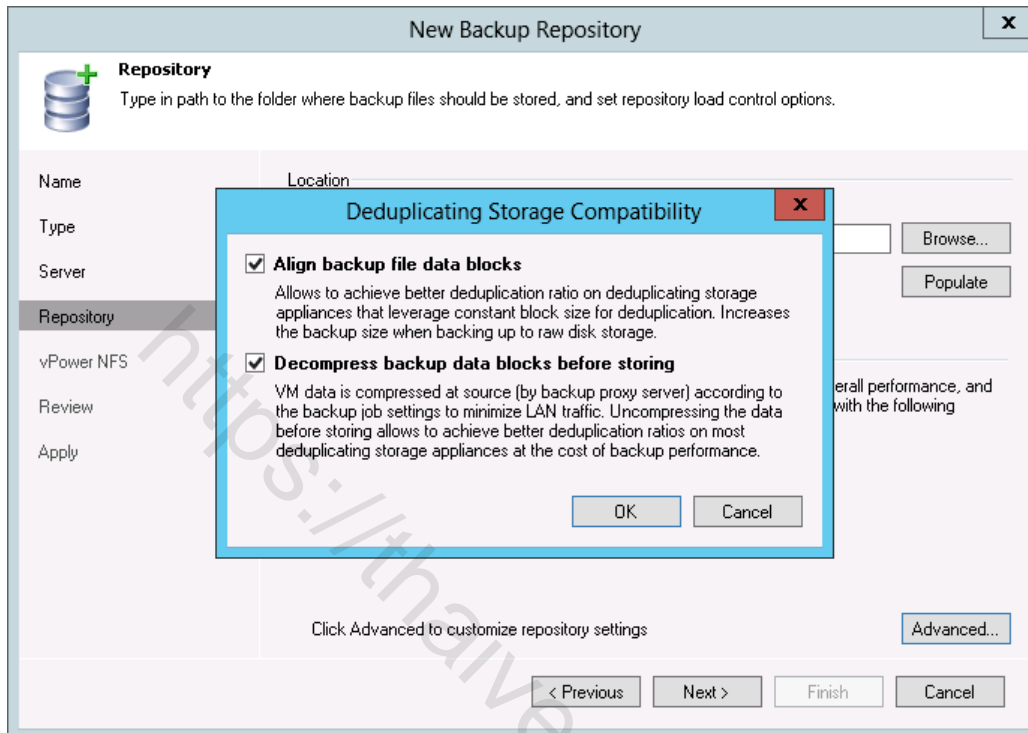 New Backup Repository
x
Repository
Type in path to the folder where backup files should be stored, and set repository load control options.
Name
Type
Server
Repository
vPower NFS
Review
Apply
Location
Browse...
Populate
Deduplicating Storage Compatibility
x
Align backup file data blocks
Allows to achieve better deduplication ratio on deduplicating storage
appliances that leverage constant block size for deduplication. Increases
the backup size when backing up to raw disk storage.
Decompress backup data blocks before storing
VM data is compressed at source (by backup proxy server) according to
the backup job settings to minimize LAN traffic. Uncompressing the data
before storing allows to achieve better deduplication ratios on most
deduplicating storage appliances at the cost of backup performance.
OK
Cancel
performance, and
with the following
Click Advanced to customize repository settings
Advanced...
< Previous
Next >
Finish
Cancel
https://thaive